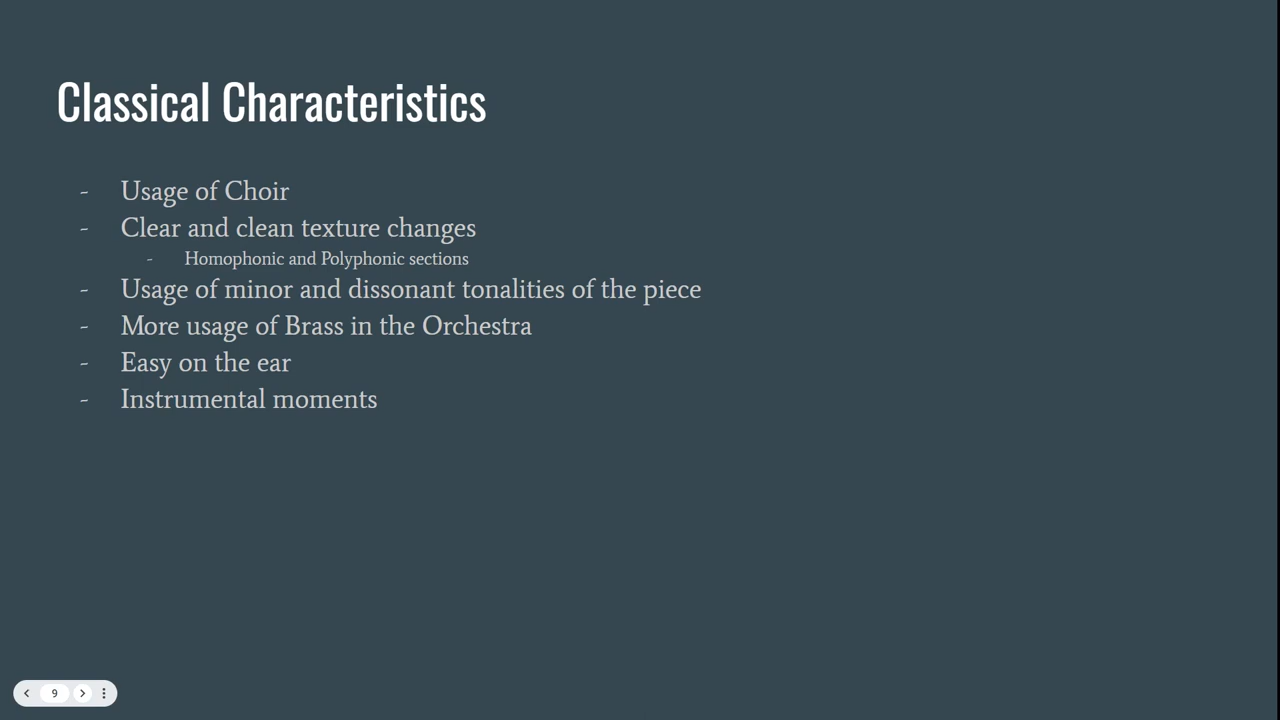 Classical Characteristics
- Usage of Choir
- Clear and clean texture changes
- Homophonic and Polyphonic sections
- Usage of minor and dissonant tonalities of the piece
- More usage of Brass in the Orchestra
- Easy on the ear
- Instrumental moments
9